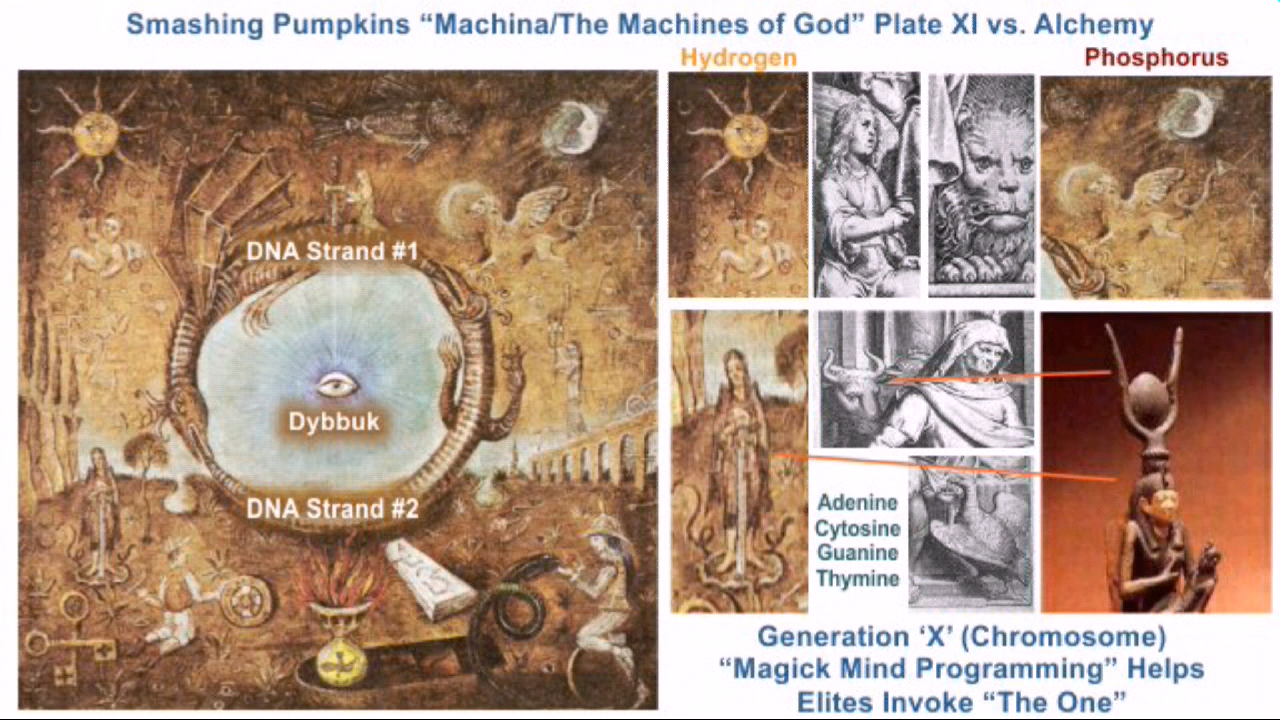 Smashing Pumpkins “Machina/The Machines of God” Plate XI vs. Alchemy
Hydrogen
Phosphorus
DNA Strand #1
Dybbuk
DNA Strand #2
Adenine
Cytosine
Guanine
Thymine
Generation ‘X’ (Chromosome)
“Magick Mind Programming” Helps
Elites Invoke “The One”